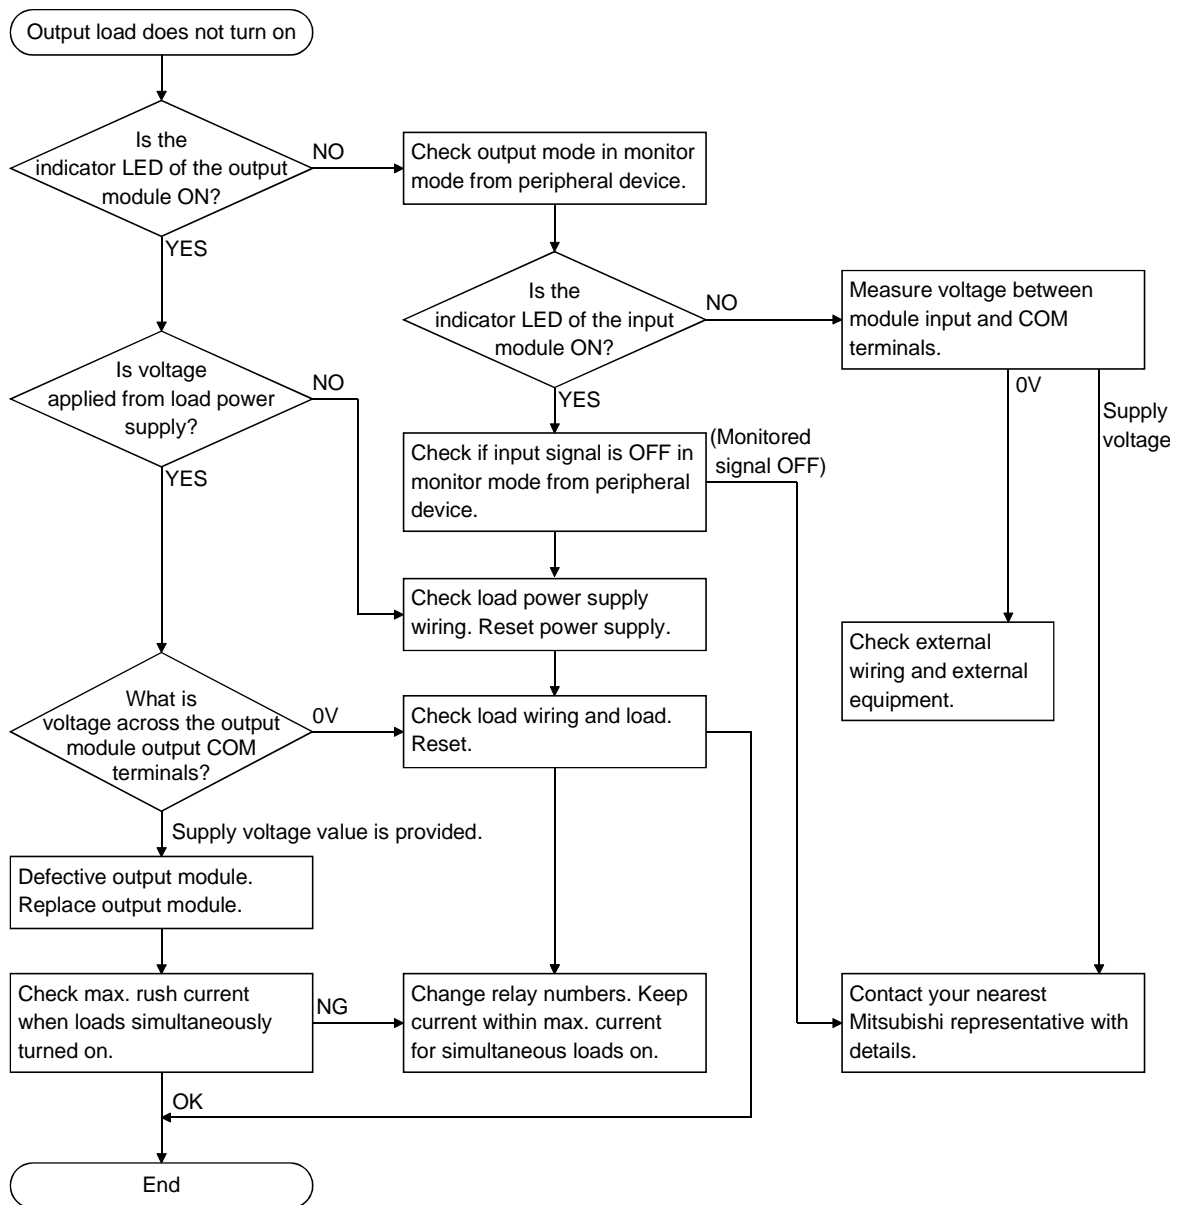 Output load does not turn on
Is the
indicator LED of the output
module ON?
NO
YES
Check output mode in monitor
mode from peripheral device.
Is the
indicator LED of the input
module ON?
NO
YES
Measure voltage between
module input and COM
terminals.
0V
Supply
voltage
Is voltage
applied from load power
supply?
NO
YES
Check if input signal is OFF in
monitor mode from peripheral
device.
(Monitored
signal OFF)
Check load power supply
wiring. Reset power supply.
Check external
wiring and external
equipment.
What is
voltage across the output
module output COM
terminals?
0V
Check load wiring and load.
Reset.
Supply voltage value is provided.
Defective output module.
Replace output module.
Check max. rush current
when loads simultaneously
turned on.
NG
Change relay numbers. Keep
current within max. current
for simultaneous loads on.
Contact your nearest
Mitsubishi representative with
details.
OK
End